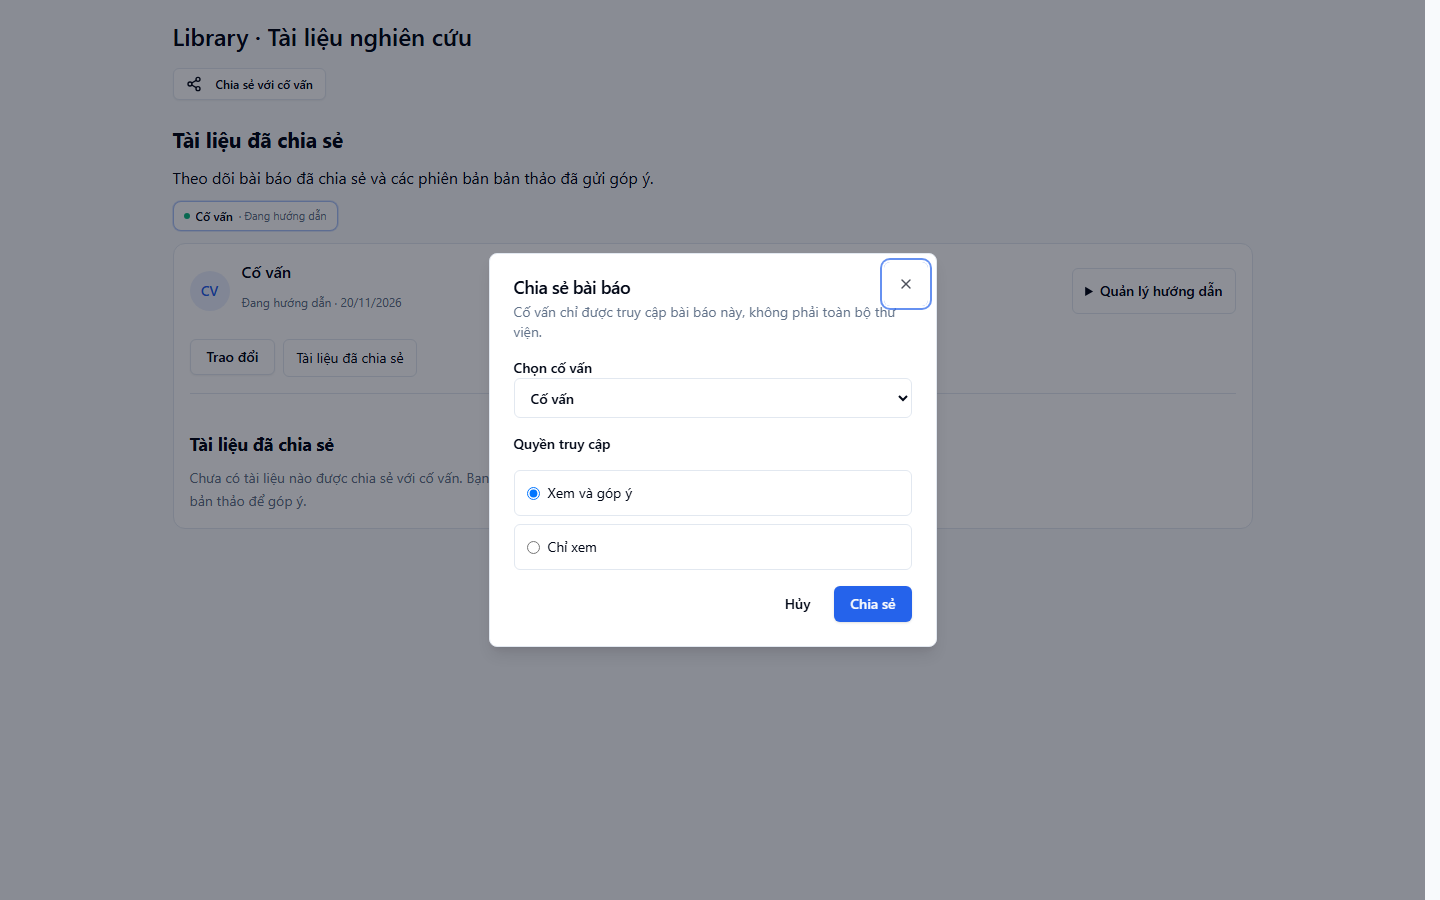 Library · Tài liệu nghiên cứu
Chia sẻ với cố vấn
Tài liệu đã chia sẻ
Theo dõi bài báo đã chia sẻ và các phiên bản bản thảo đã gửi góp ý.
Cố vấn · Đang hướng dẫn
CV
Cố vấn
Đang hướng dẫn · 20/11/2026
Quản lý hướng dẫn
Trao đổi
Tài liệu đã chia sẻ
Tài liệu đã chia sẻ
Chưa có tài liệu nào được chia sẻ với cố vấn. Bạn
bản thảo để góp ý.
Chia sẻ bài báo
Cố vấn chỉ được truy cập bài báo này, không phải toàn bộ thư
viện.
Chọn cố vấn
Cố vấn
Quyền truy cập
Xem và góp ý
Chỉ xem
Hủy
Chia sẻ